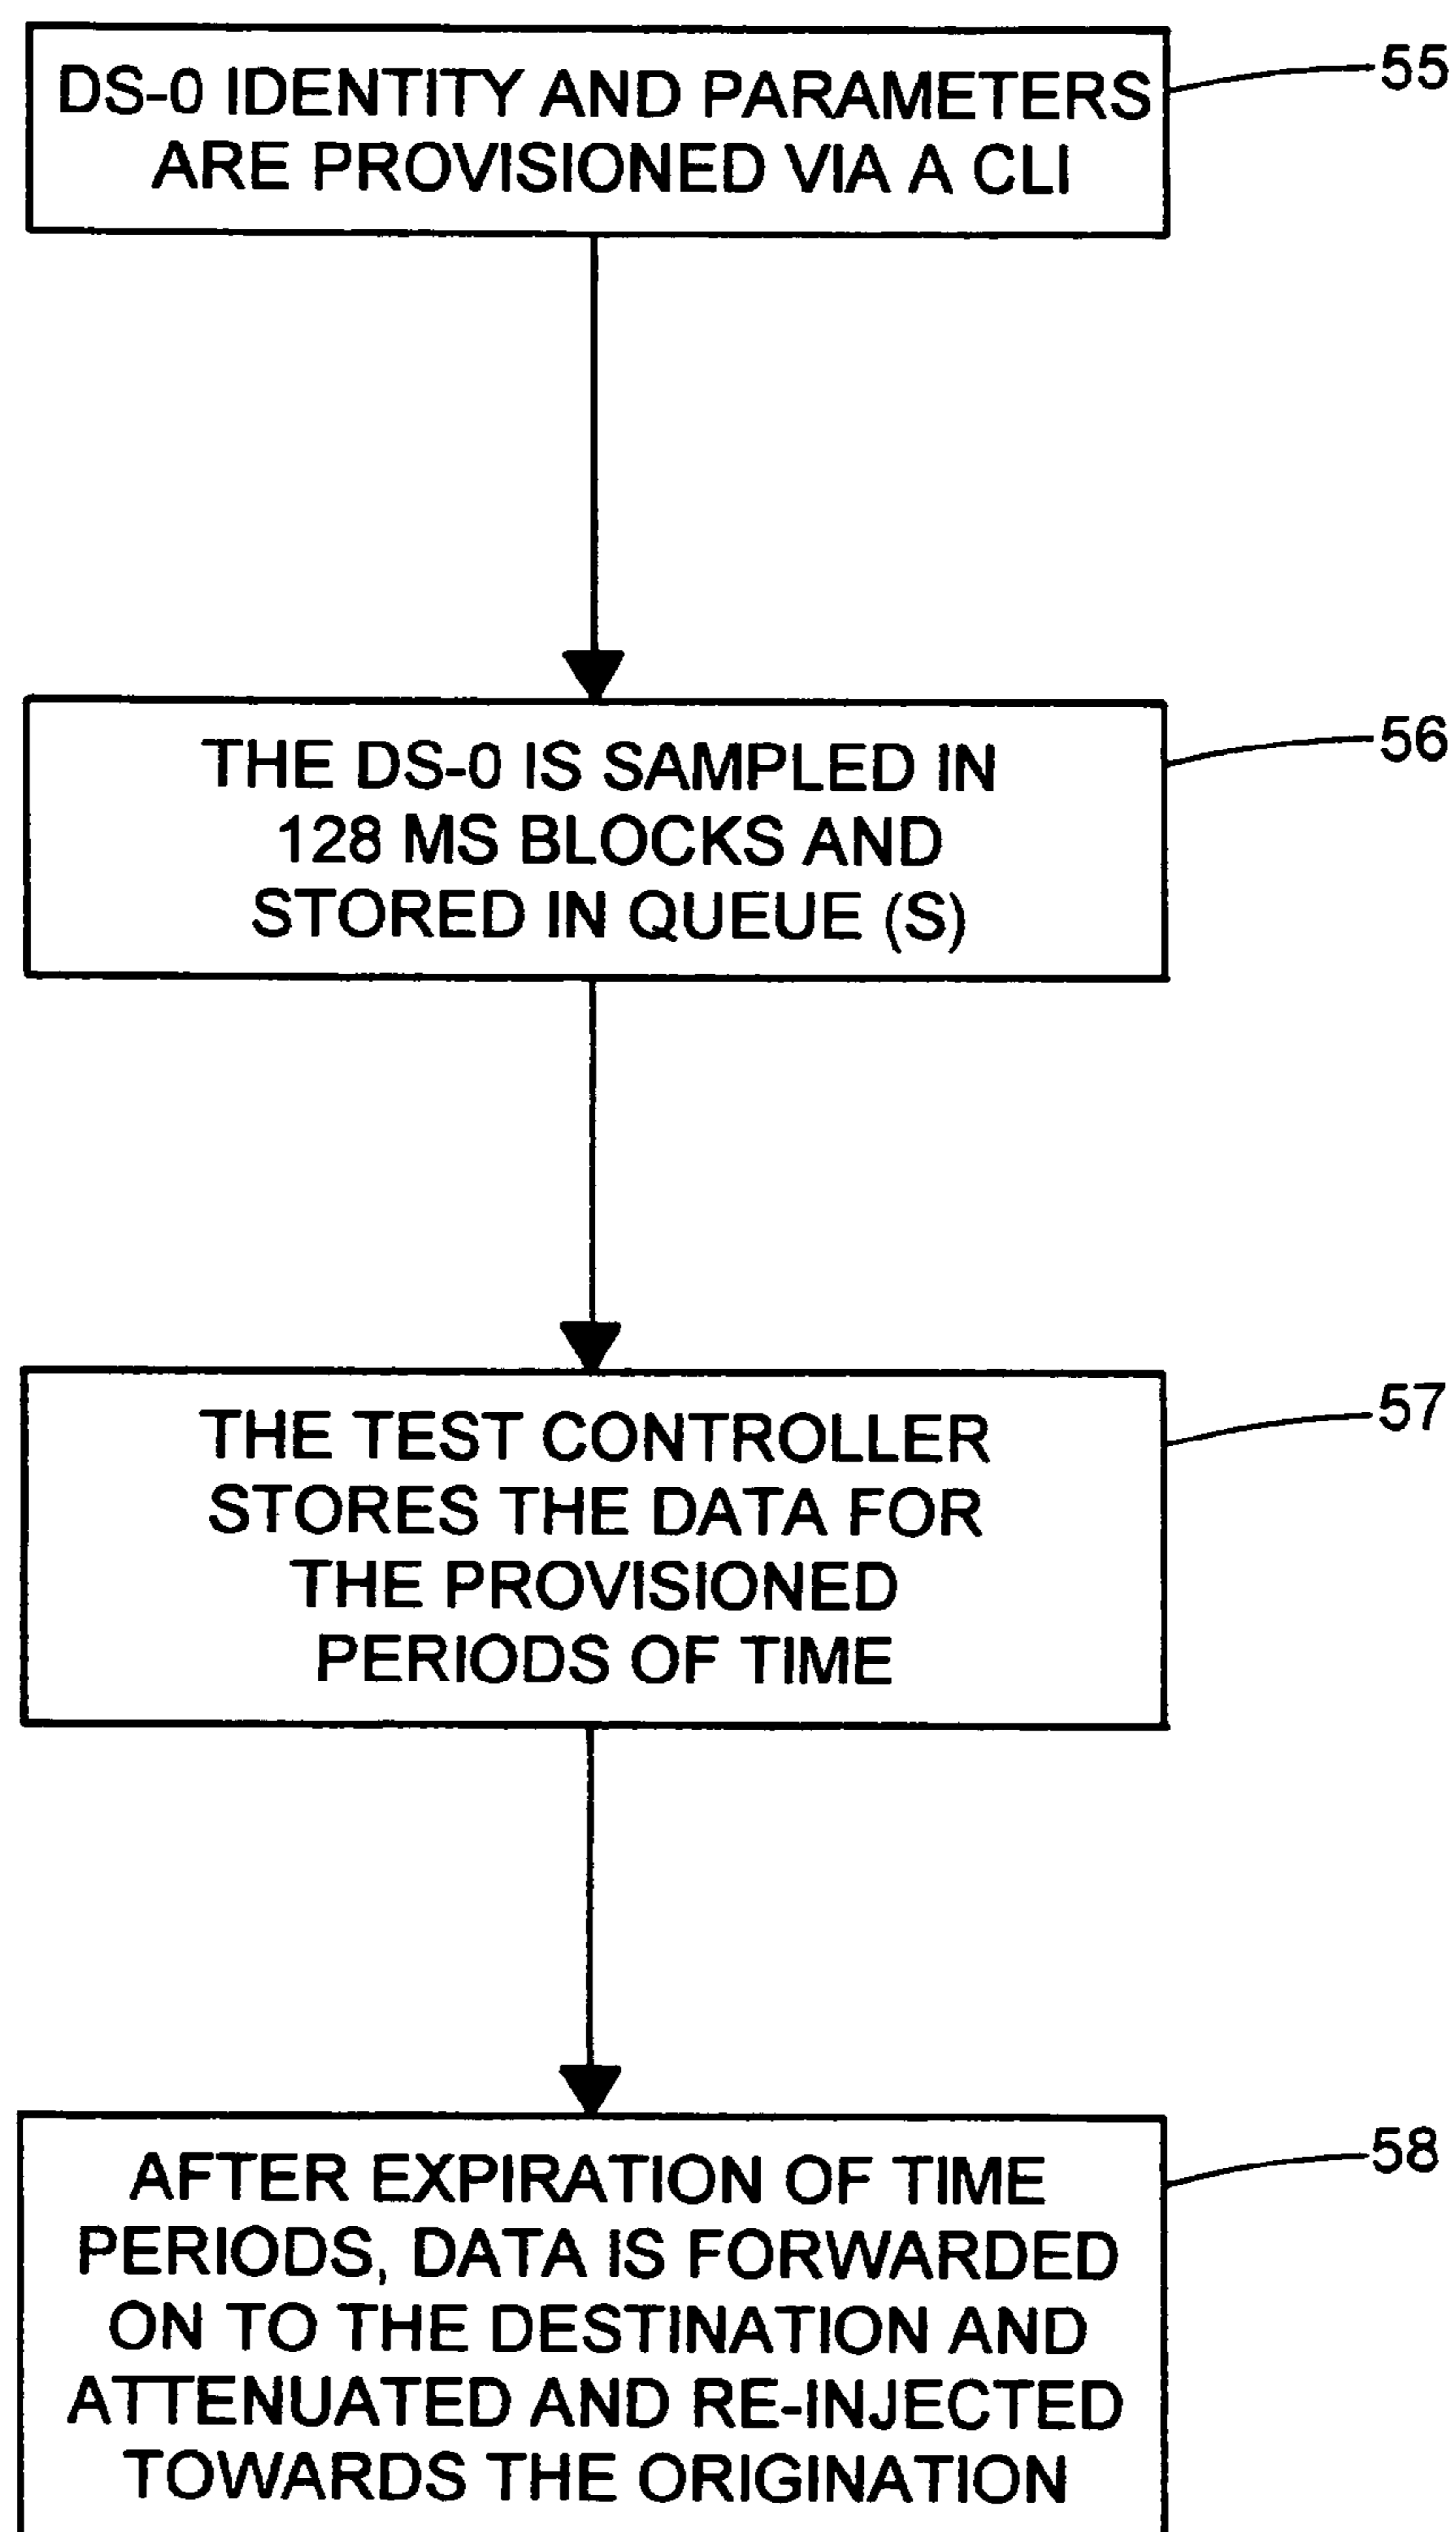 DS-0 IDENTITY AND PARAMETERS
ARE PROVISIONED VIA A CLI
55
THE DS-0 IS SAMPLED IN
128 MS BLOCKS AND
STORED IN QUEUE (S)
56
THE TEST CONTROLLER
STORES THE DATA FOR
THE PROVISIONED
PERIODS OF TIME
57
AFTER EXPIRATION OF TIME
PERIODS, DATA IS FORWARDED
ON TO THE DESTINATION AND
ATTENUATED AND RE-INJECTED
TOWARDS THE ORIGINATION
58